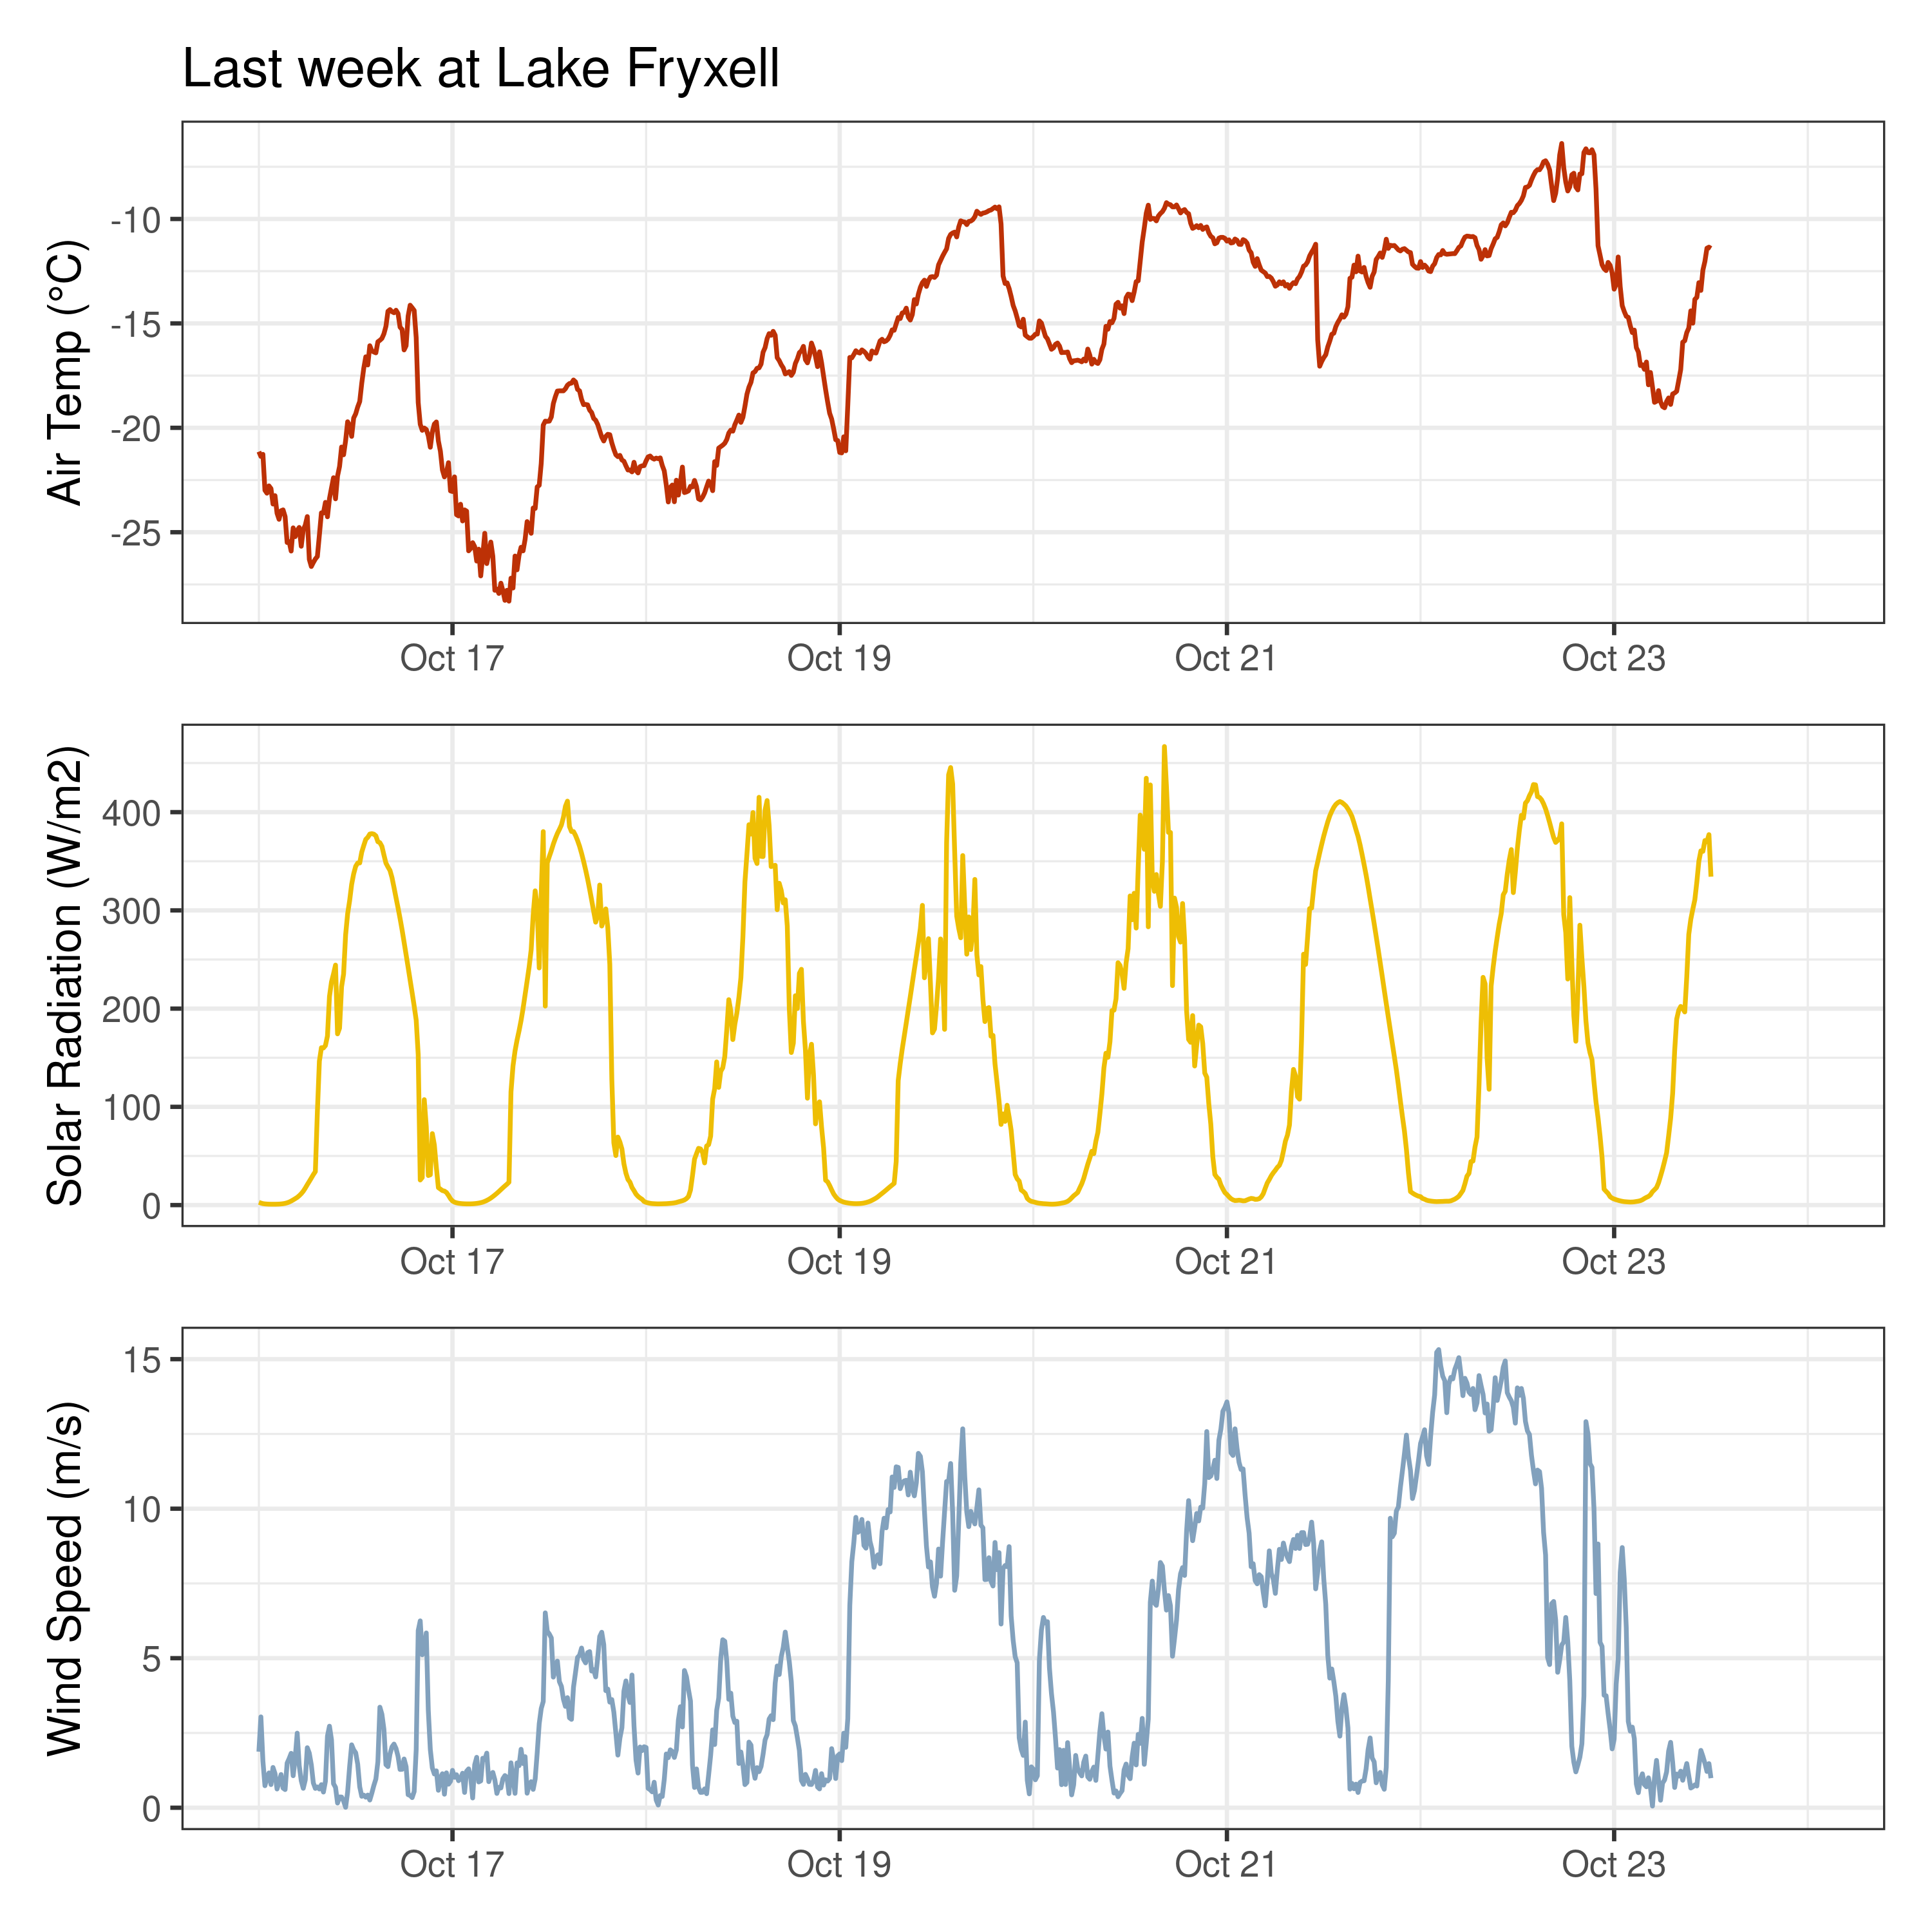 Last week at Lake Fryxell
Air Temp (°C)
-10
-15
-20
-25
Oct 17 Oct 19 Oct 21 Oct 23
Solar Radiation (W/m2)
400
300
200
100
0
Oct 17 Oct 19 Oct 21 Oct 23
Wind Speed (m/s)
15
10
5
0
Oct 17 Oct 19 Oct 21 Oct 23